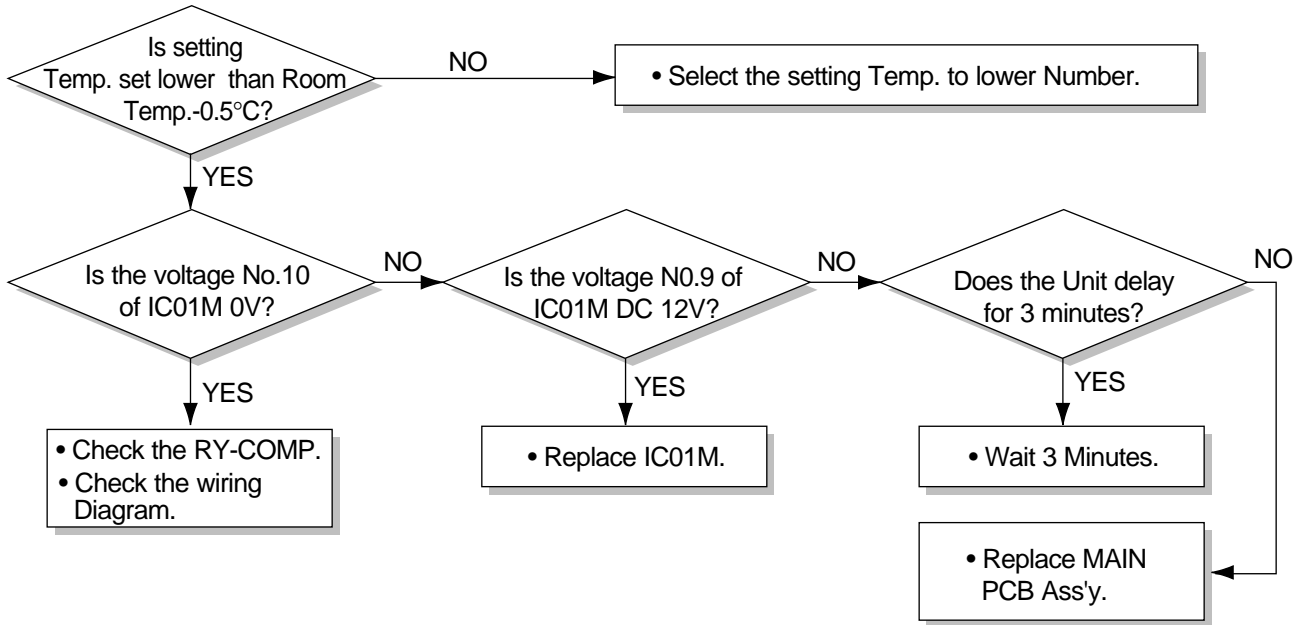 Is setting
Temp. set lower than Room
Temp.-0.5°C?
NO
• Select the setting Temp. to lower Number.
YES
Is the voltage No.10
of IC01M 0V?
NO
Is the voltage N0.9 of
IC01M DC 12V?
NO
Does the Unit delay
for 3 minutes?
NO
YES
• Check the RY-COMP.
• Check the wiring
Diagram.
YES
• Replace IC01M.
YES
• Wait 3 Minutes.
• Replace MAIN
PCB Ass'y.